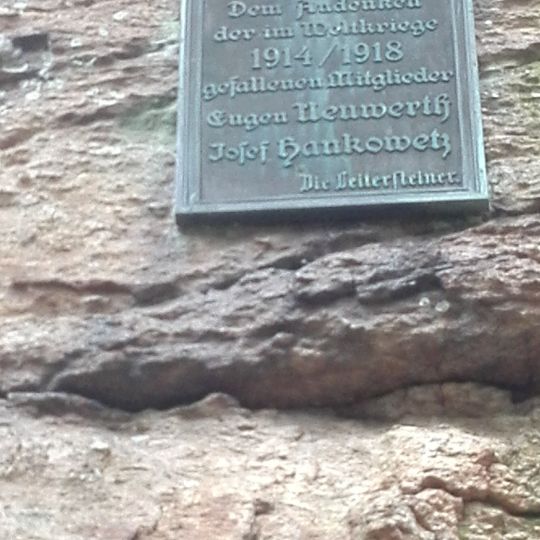 Dem Andenken
der im Weltkriege
1914/1918
gefallenen Mitglieder
Eugen Neuwerth
Josef Hankowetz
Die Leitersteiner.